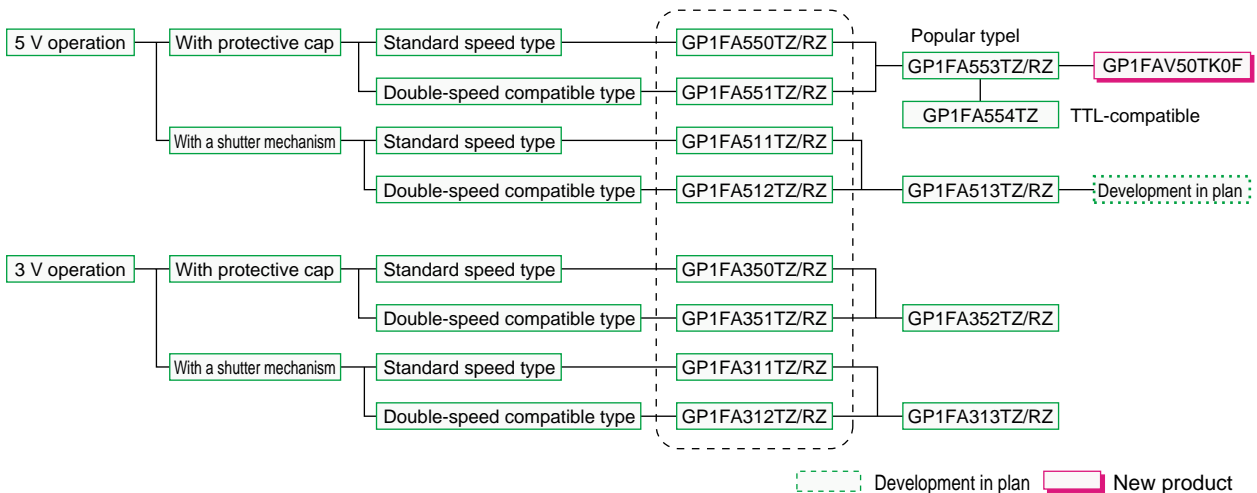 Popular typel
5 V operation
With protective cap
Standard speed type
GP1FA550TZ/RZ
GP1FA553TZ/RZ
GP1FAV50TK0F
Double-speed compatible type
GP1FA551TZ/RZ
GP1FA554TZ
TTL-compatible
With a shutter mechanism
Standard speed type
GP1FA511TZ/RZ
Double-speed compatible type
GP1FA512TZ/RZ
GP1FA513TZ/RZ
Development in plan
3 V operation
With protective cap
Standard speed type
GP1FA350TZ/RZ
Double-speed compatible type
GP1FA351TZ/RZ
GP1FA352TZ/RZ
With a shutter mechanism
Standard speed type
GP1FA311TZ/RZ
Double-speed compatible type
GP1FA312TZ/RZ
GP1FA313TZ/RZ
Development in plan
New product